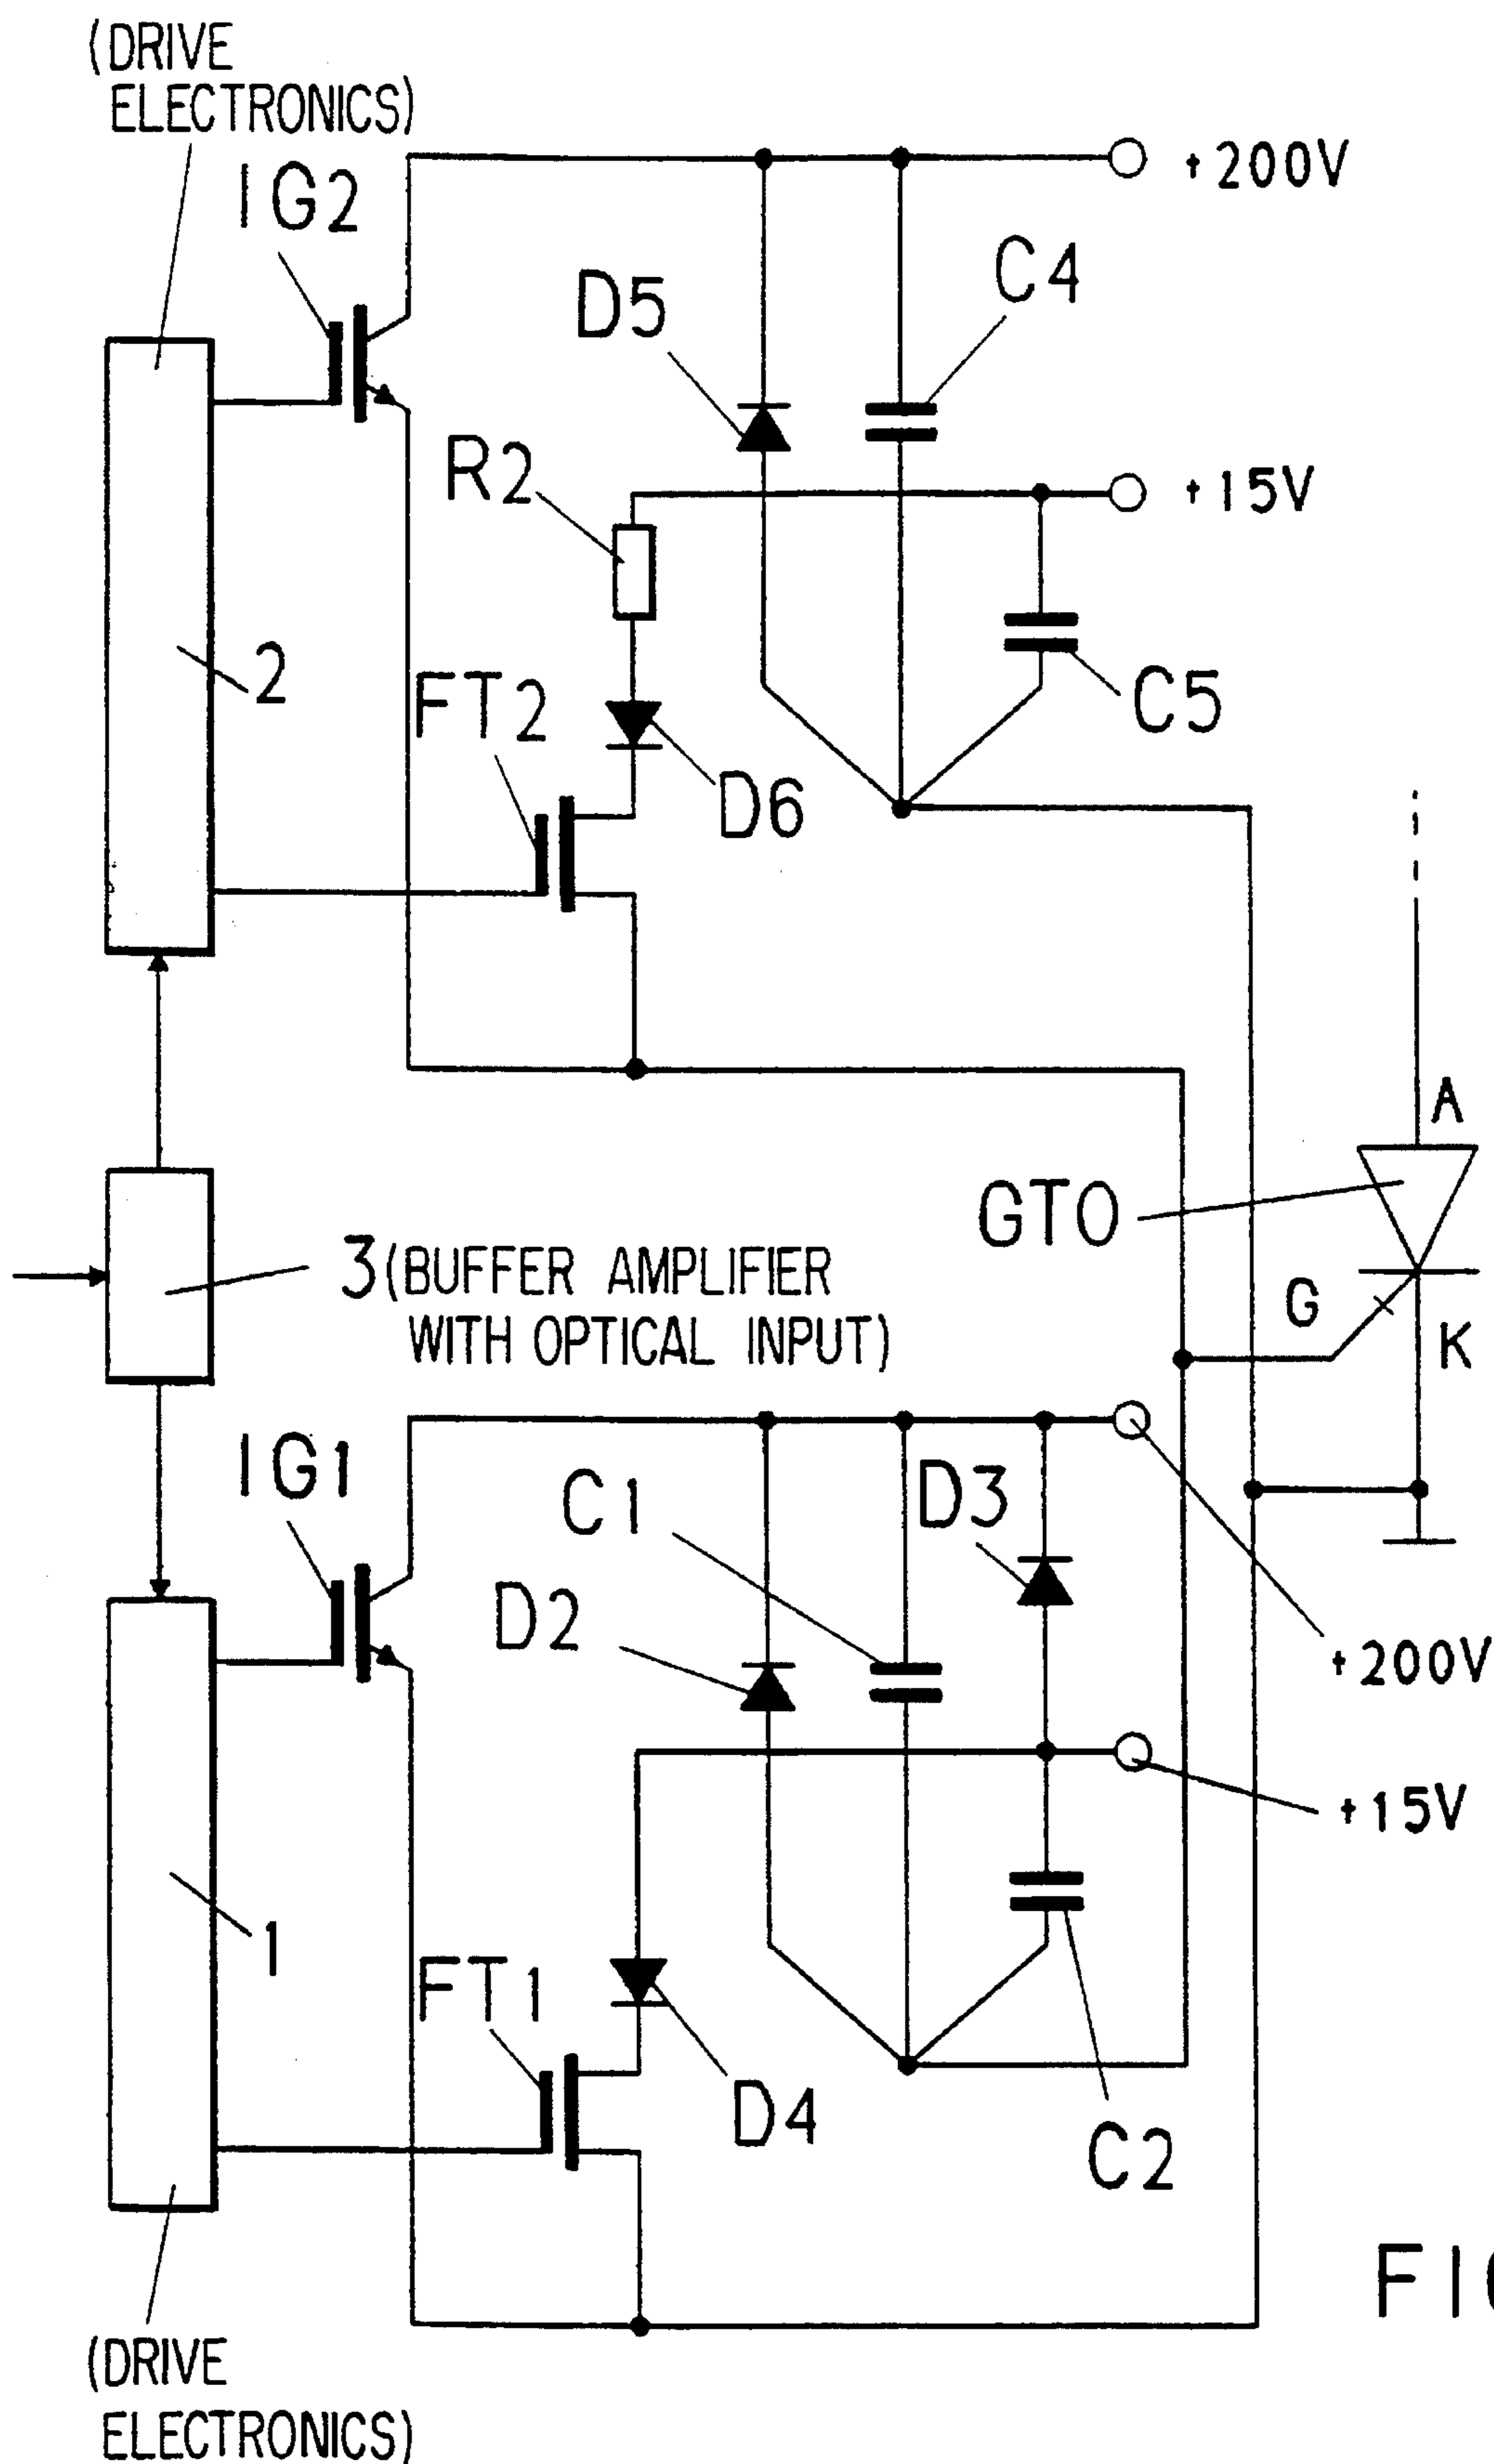 (DRIVE
ELECTRONICS)
IG2
+200V
C4
D5
R2
+15V
2
FT2
C5
D6
A
GTO
3(BUFFER AMPLIFIER
WITH OPTICAL INPUT)
G
K
IG1
C1
D3
D2
+200V
+15V
1
FT1
D4
C2
(DRIVE
ELECTRONICS)